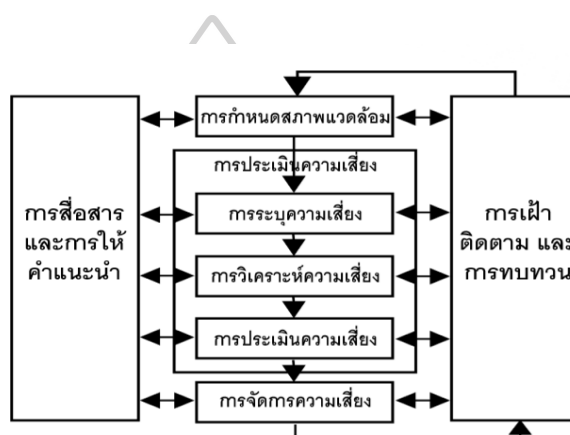 การกำหนดสภาพแวดล้อม
การประเมินความเสี่ยง
การสื่อสาร
และการให้
คำแนะนำ
การระบุความเสี่ยง
การวิเคราะห์ความเสี่ยง
การประเมินความเสี่ยง
การจัดการความเสี่ยง
การเฝ้า
ติดตาม และ
การทบทวน